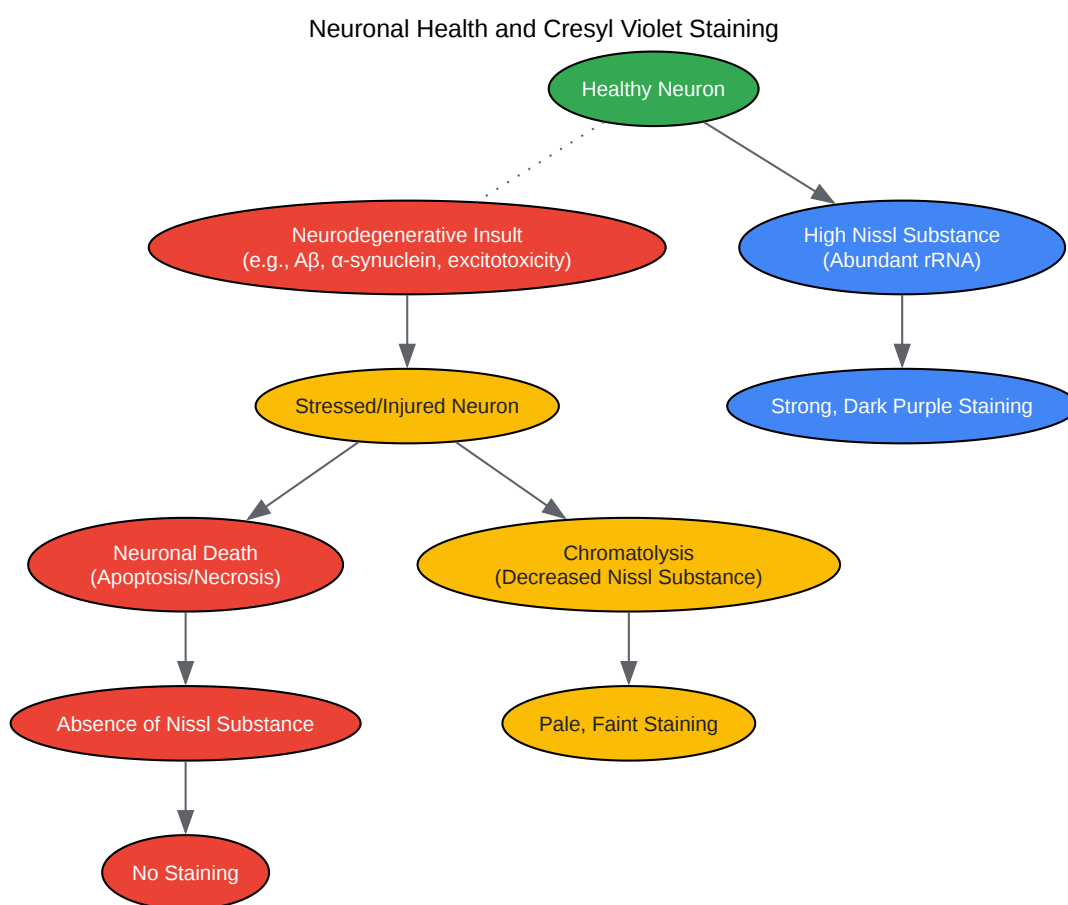 Neuronal Health and Cresyl Violet Staining
Healthy Neuron
Neurodegenerative Insult
(e.g., Aβ, α-synuclein, excitotoxicity)
High Nissl Substance
(Abundant rRNA)
Stressed/Injured Neuron
Strong, Dark Purple Staining
Neuronal Death
(Apoptosis/Necrosis)
Chromatolysis
(Decreased Nissl Substance)
Absence of Nissl Substance
Pale, Faint Staining
No Staining